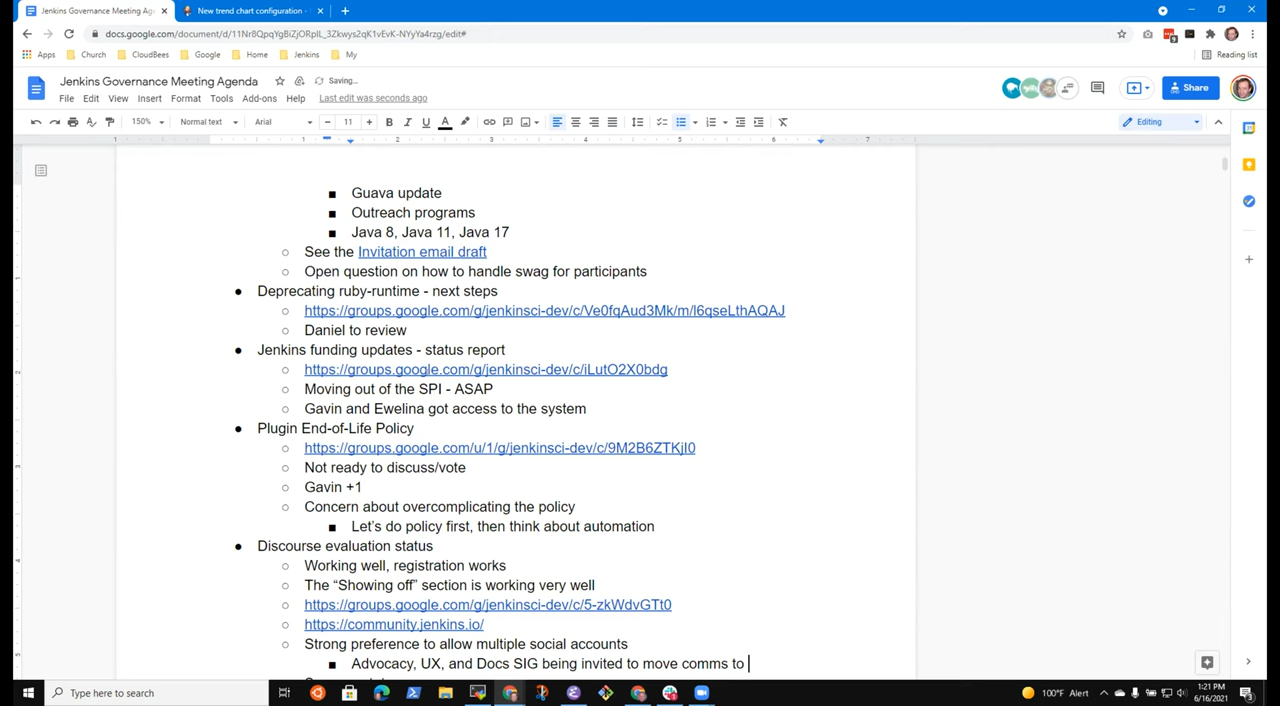 Jenkins Governance Meeting Age
New trend chart configuration -
docs.google.com/document/d/11Nr8QpqYgBiZjORpIL_3Zkwys2qK1vEvK-NYyYa4rzg/edit#
Apps
Church
CloudBees
Google
Home
Jenkins
My
Reading list
Jenkins Governance Meeting Agenda
Saving...
File Edit View Insert Format Tools Add-ons Help Last edit was seconds ago
Share
150% Normal text Arial 11 B I U A
Editing
1 1 2 3 4 5 6 7
■ Guava update
■ Outreach programs
■ Java 8, Java 11, Java 17
○ See the Invitation email draft
○ Open question on how to handle swag for participants
● Deprecating ruby-runtime - next steps
○ https://groups.google.com/g/jenkinsci-dev/c/Ve0fqAud3Mk/m/l6qseLthAQAJ
○ Daniel to review
● Jenkins funding updates - status report
○ https://groups.google.com/g/jenkinsci-dev/c/iLutO2X0bdg
○ Moving out of the SPI - ASAP
○ Gavin and Ewelina got access to the system
● Plugin End-of-Life Policy
○ https://groups.google.com/u/1/g/jenkinsci-dev/c/9M2B6ZTKjI0
○ Not ready to discuss/vote
○ Gavin +1
○ Concern about overcomplicating the policy
■ Let’s do policy first, then think about automation
● Discourse evaluation status
○ Working well, registration works
○ The “Showing off” section is working very well
○ https://groups.google.com/g/jenkinsci-dev/c/5-zkWdvGTt0
○ https://community.jenkins.io/
○ Strong preference to allow multiple social accounts
■ Advocacy, UX, and Docs SIG being invited to move comms to
Type here to search
100°F Alert
1:21 PM
6/16/2021